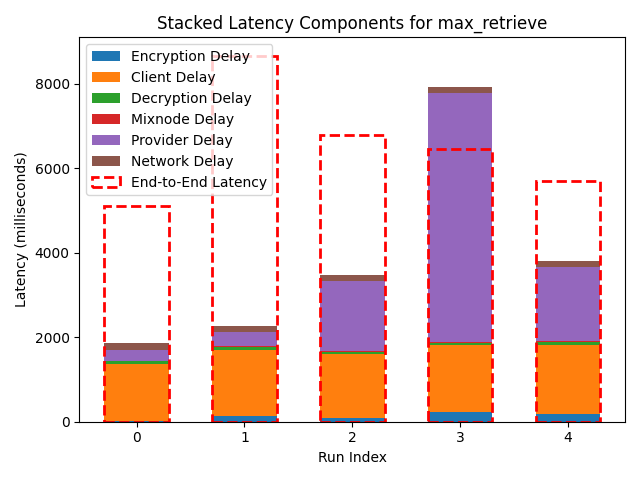 Stacked Latency Components for max_retrieve
Encryption Delay
Client Delay
Decryption Delay
Mixnode Delay
Provider Delay
Network Delay
End-to-End Latency
8000
6000
4000
2000
0
Latency (milliseconds)
0 1 2 3 4
Run Index